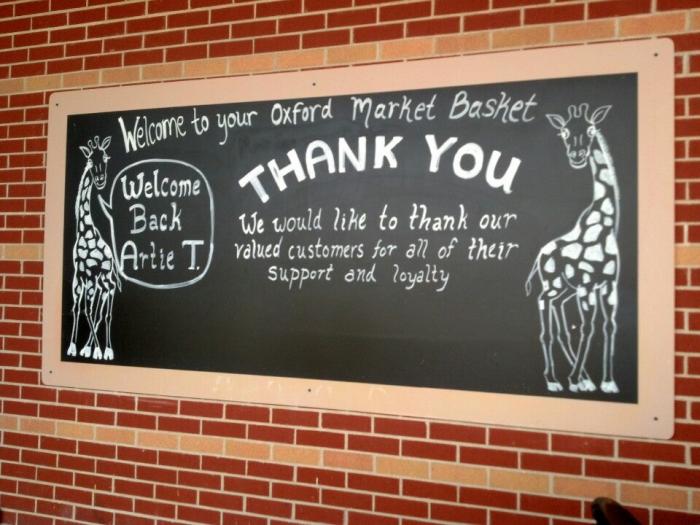 Welcome to your Oxford Market Basket
THANK YOU
We would like to thank our
valued customers for all of their
support and loyalty
Welcome
Back
Artie T.